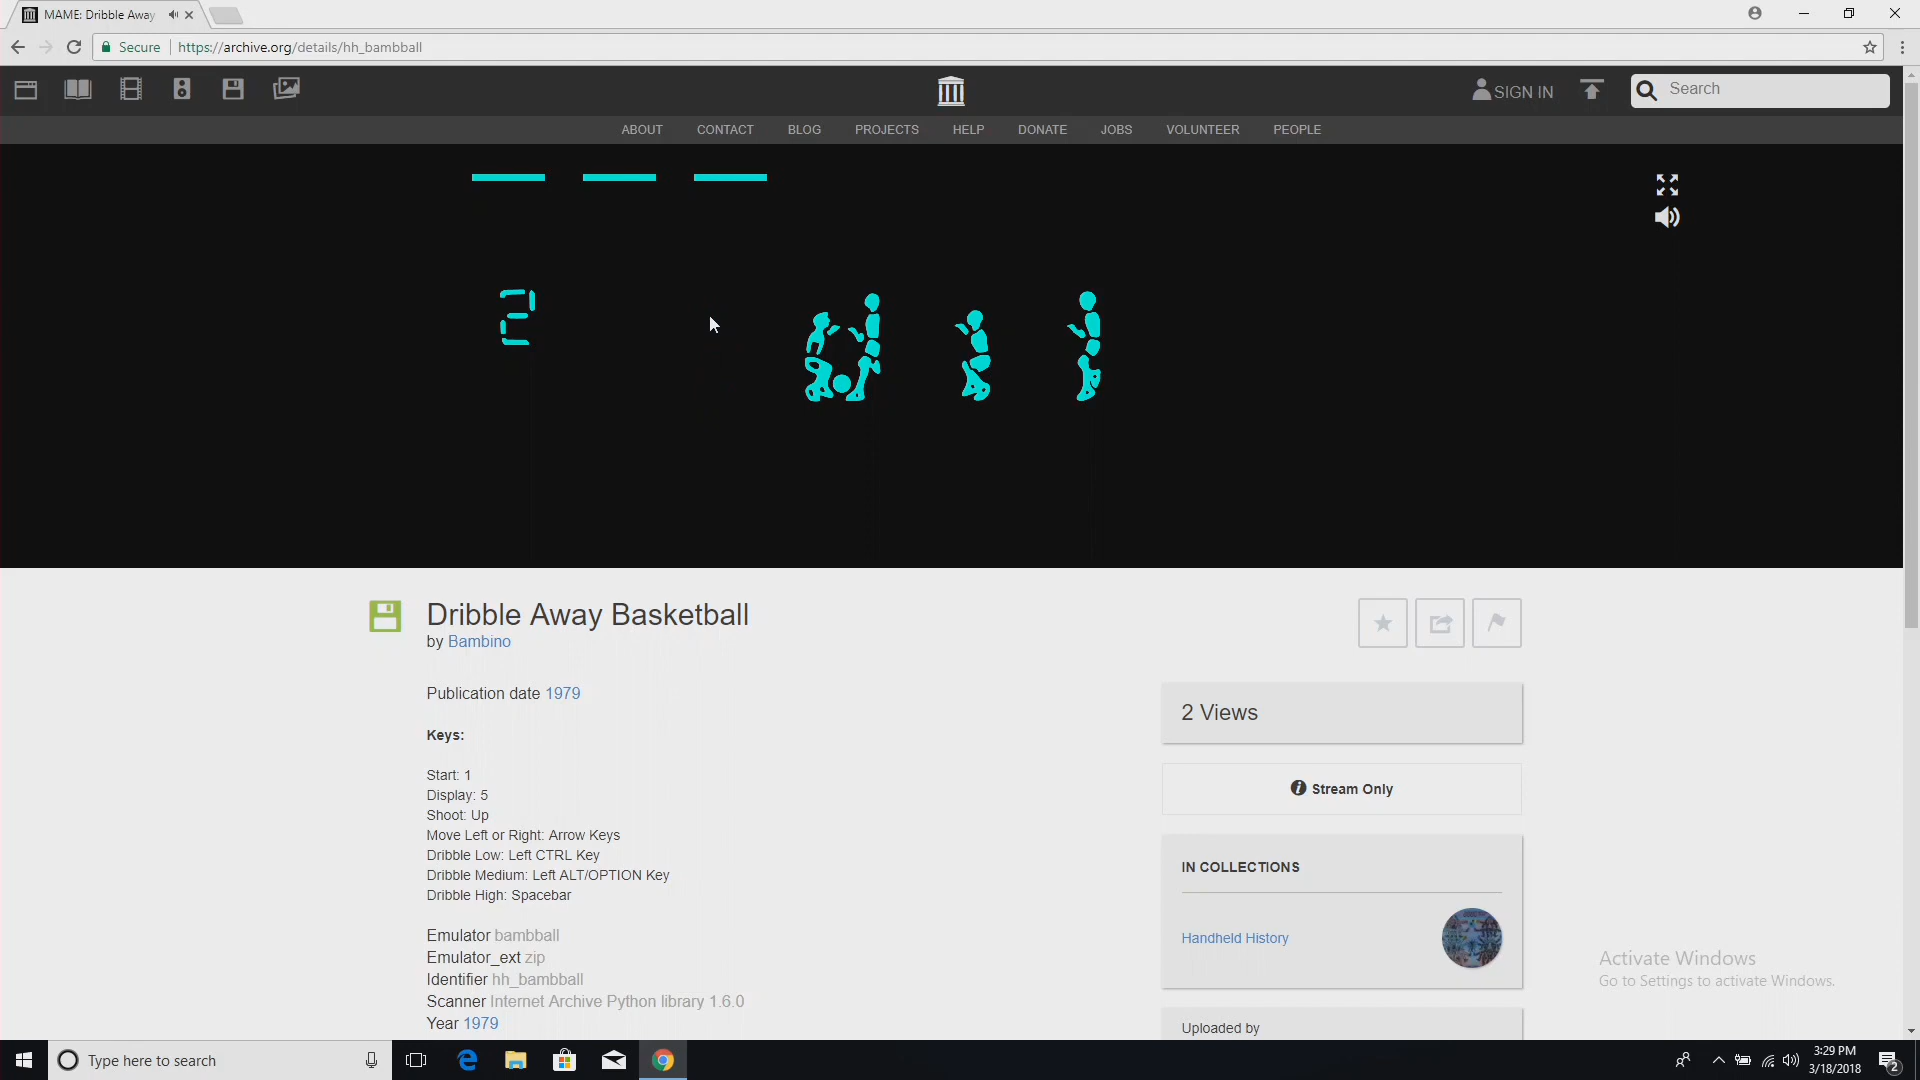 MAME: Dribble Away
Secure https://archive.org/details/hh_bambball
SIGN IN
Search
ABOUT CONTACT BLOG PROJECTS HELP DONATE JOBS VOLUNTEER PEOPLE
2
Dribble Away Basketball
by Bambino
Publication date 1979
2 Views
Keys:
Start: 1
Display: 5
Shoot: Up
Move Left or Right: Arrow Keys
Dribble Low: Left CTRL Key
Dribble Medium: Left ALT/OPTION Key
Dribble High: Spacebar
Stream Only
IN COLLECTIONS
Handheld History
Emulator bambball
Emulator_ext zip
Identifier hh_bambball
Scanner Internet Archive Python library 1.6.0
Year 1979
Uploaded by
Activate Windows
Go to Settings to activate Windows.
Type here to search
3:29 PM
3/18/2018
2